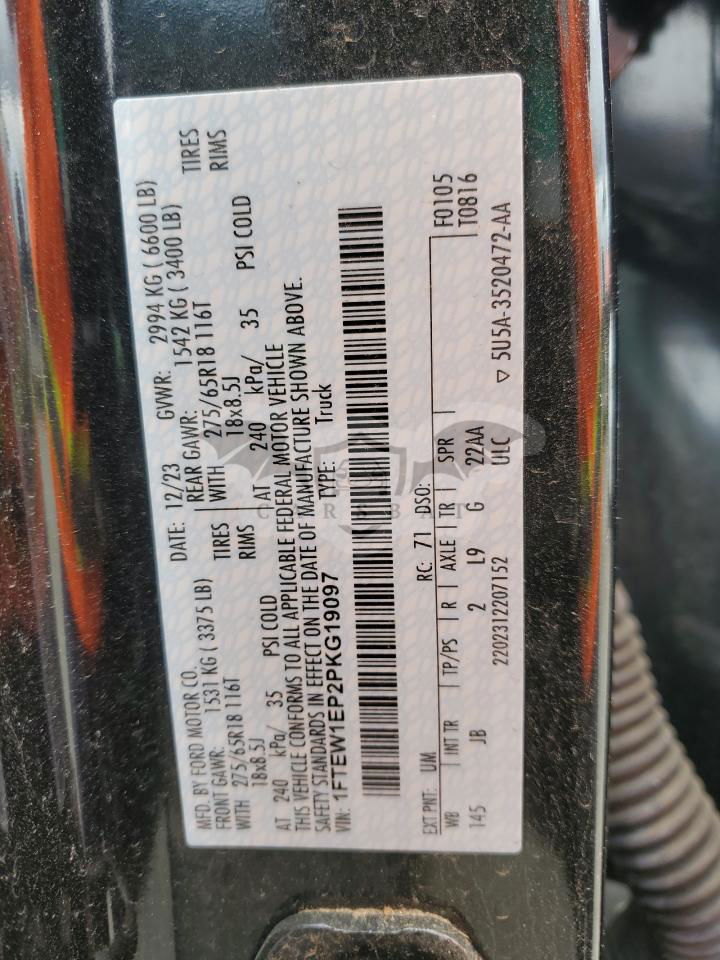 MFD. BY FORD MOTOR CO. DATE: 12/23 GVWR: 2994 KG ( 6600 LB)
FRONT GAWR: 1531 KG ( 3375 LB) REAR GAWR: 1542 KG ( 3400 LB)
WITH 275/65R18 116T TIRES WITH 275/65R18 116T TIRES
18x8.5J RIMS 18x8.5J RIMS
AT 240 kPa/ 35 PSI COLD AT 240 kPa/ 35 PSI COLD
THIS VEHICLE CONFORMS TO ALL APPLICABLE FEDERAL MOTOR VEHICLE
SAFETY STANDARDS IN EFFECT ON THE DATE OF MANUFACTURE SHOWN ABOVE.
VIN: 1FTEW1EP2PKG19097 TYPE: Truck
EXT PNT: UM RC: 71 DSO: F0105
WB INT TR TP/PS R AXLE TR SPR T0816
145 JB 2 L9 G 22AA
2202312207152 ULC ▽ 5U5A-3520472-AA
CARSBAT